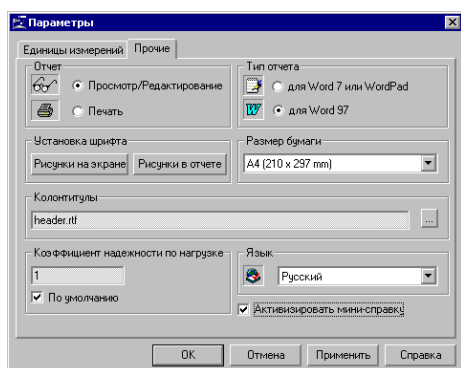 Параметры
Единицы измерений Прочие
Отчет
Просмотр/Редактирование
Печать
Тип отчета
для Word 7 или WordPad
для Word 97
Установка шрифта
Рисунки на экране Рисунки в отчете
Размер бумаги
A4 (210 x 297 mm)
Колонтитулы
header.rtf
...
Коэффициент надежности по нагрузке
1
По умолчанию
Язык
Русский
Активизировать мини-справку
OK Отмена Применить Справка